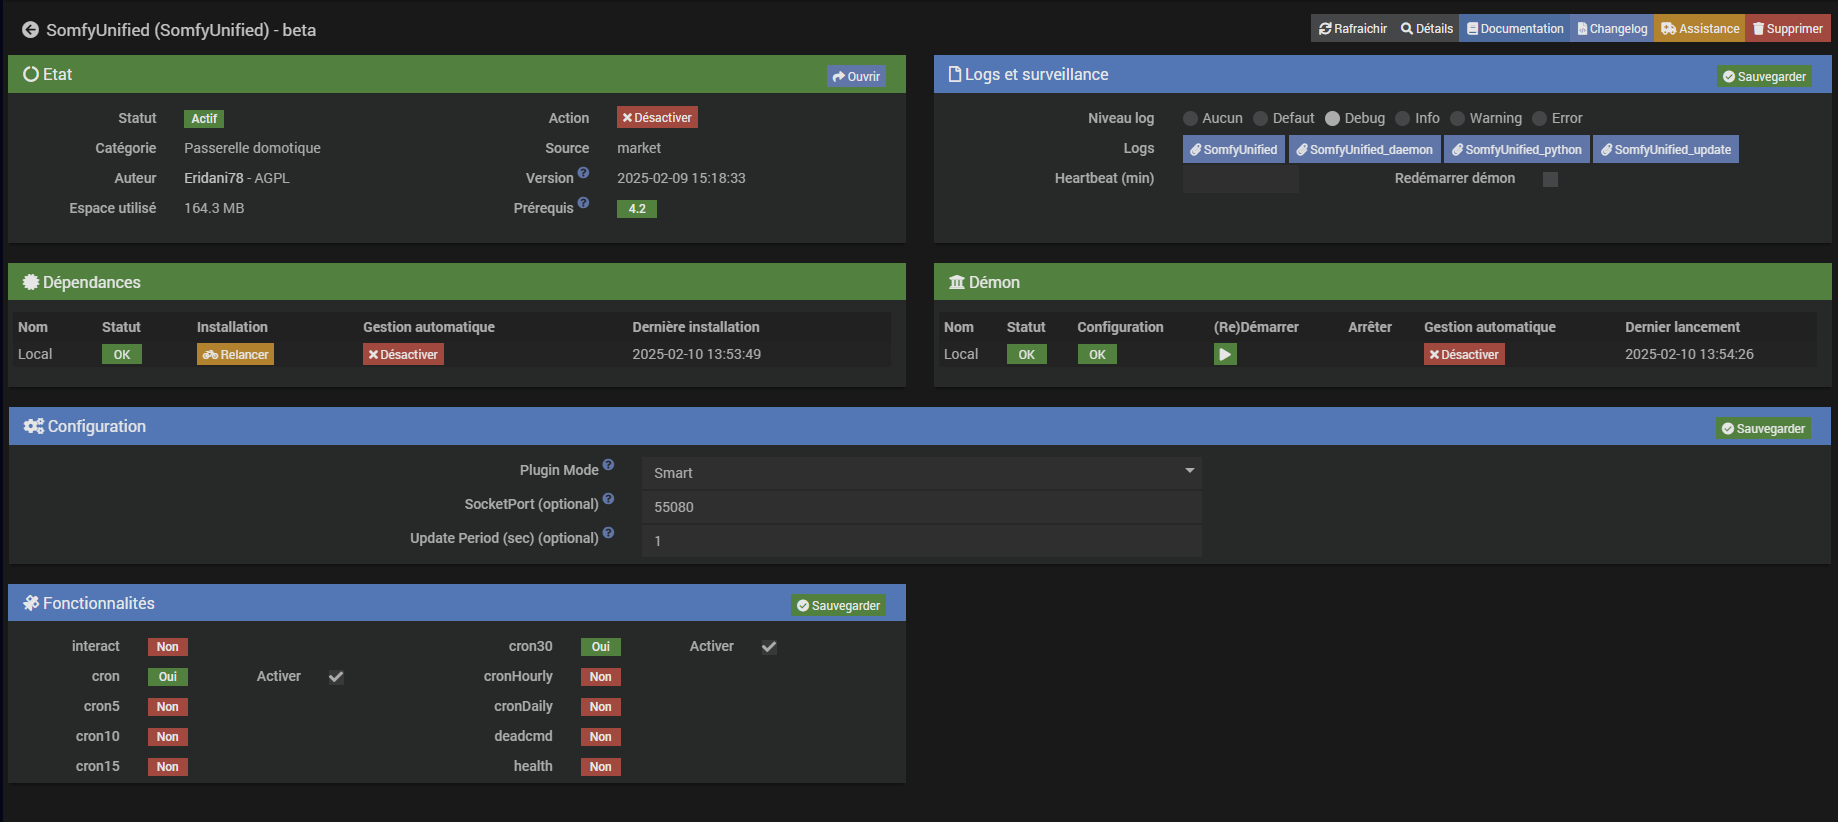 SomfyUnified (SomfyUnified) - beta
Rafraichir Détails Documentation Changelog Assistance Supprimer
Etat Ouvrir
Statut Actif Action Désactiver
Catégorie Passerelle domotique Source market
Auteur Eridani78 - AGPL Version 2025-02-09 15:18:33
Espace utilisé 164.3 MB Prérequis 4.2
Logs et surveillance Sauvegarder
Niveau log Aucun Defaut Debug Info Warning Error
Logs SomfyUnified SomfyUnified_daemon SomfyUnified_python SomfyUnified_update
Heartbeat (min) Redémarrer démon
Dépendances
Nom Statut Installation Gestion automatique Dernière installation
Local OK Relancer Désactiver 2025-02-10 13:53:49
Démon
Nom Statut Configuration (Re)Démarrer Arrêter Gestion automatique Dernier lancement
Local OK OK Désactiver 2025-02-10 13:54:26
Configuration Sauvegarder
Plugin Mode Smart
SocketPort (optional) 55080
Update Period (sec) (optional) 1
Fonctionnalités Sauvegarder
interact Non cron30 Oui Activer
cron Oui Activer cronHourly Non
cron5 Non cronDaily Non
cron10 Non deadcmd Non
cron15 Non health Non